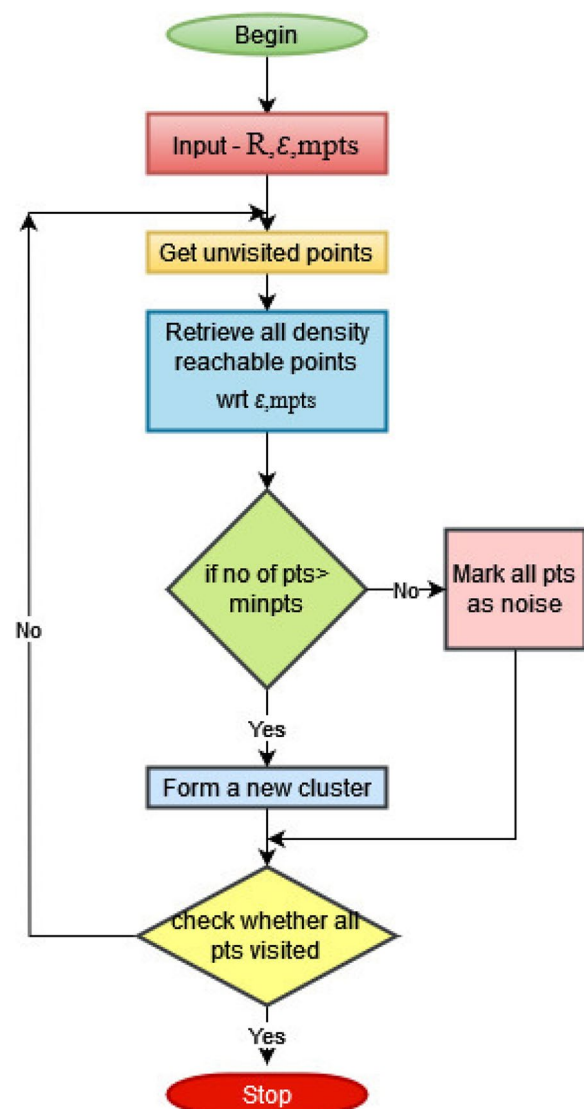 Begin
Input - R,ε,mpts
Get unvisited points
Retrieve all density
reachable points
wrt ε,mpts
if no of pts>
minpts
No
Mark all pts
as noise
No
Yes
Form a new cluster
check whether all
pts visited
Yes
Stop